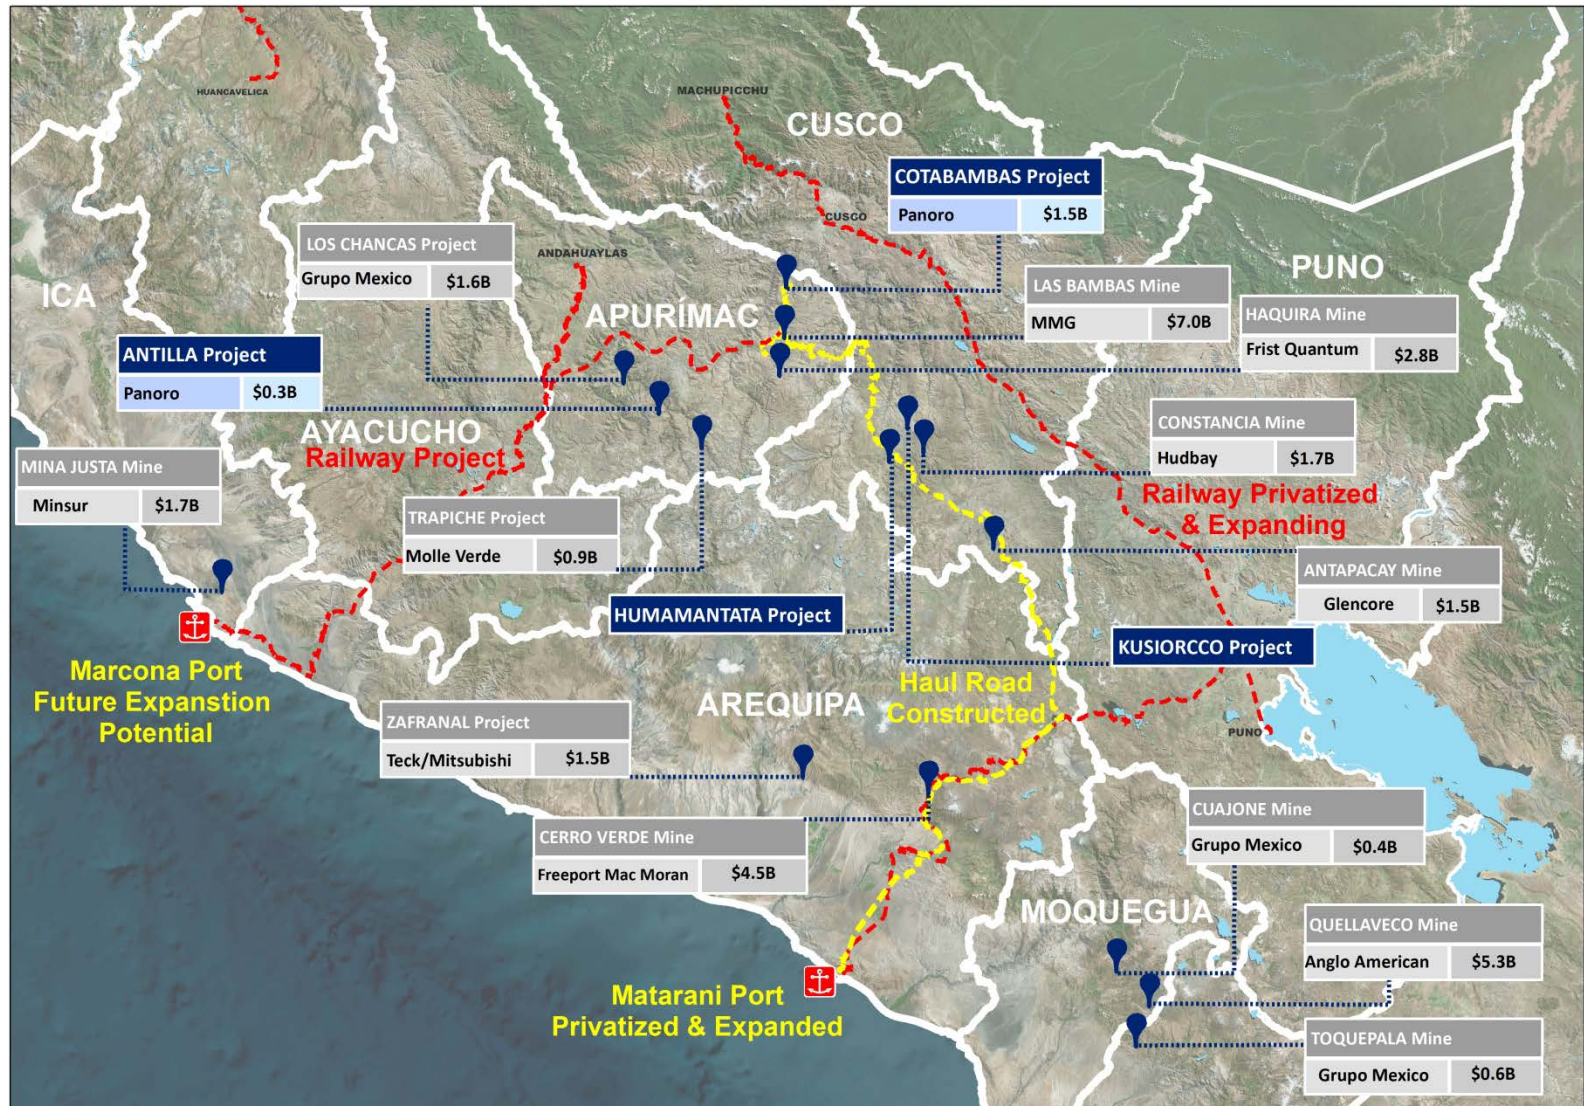 HUANCAVELICA
MACHUPICCHU
CUSCO
COTABAMBAS Project
Panoro
$1.5B
CUSCO
LOS CHANCAS Project
Grupo Mexico
$1.6B
ANDAHUAYLAS
PUNO
ICA
LAS BAMBAS Mine
MMG
$7.0B
APURÍMAC
HAQUIRA Mine
Frist Quantum
$2.8B
ANTILLA Project
Panoro
$0.3B
AYACUCHO
Railway Project
CONSTANCIA Mine
Hudbay
$1.7B
MINA JUSTA Mine
Minsur
$1.7B
Railway Privatized
& Expanding
TRAPICHE Project
Molle Verde
$0.9B
ANTAPACAY Mine
Glencore
$1.5B
HUMAMANTATA Project
KUSIORCCO Project
Marcona Port
Future Expanstion
Potential
Haul Road
Constructed
AREQUIPA
ZAFRANAL Project
Teck/Mitsubishi
$1.5B
PUNO
CERRO VERDE Mine
Freeport Mac Moran
$4.5B
CUAJONE Mine
Grupo Mexico
$0.4B
MOQUEGUA
QUELLAVECO Mine
Anglo American
$5.3B
Matarani Port
Privatized & Expanded
TOQUEPALA Mine
Grupo Mexico
$0.6B